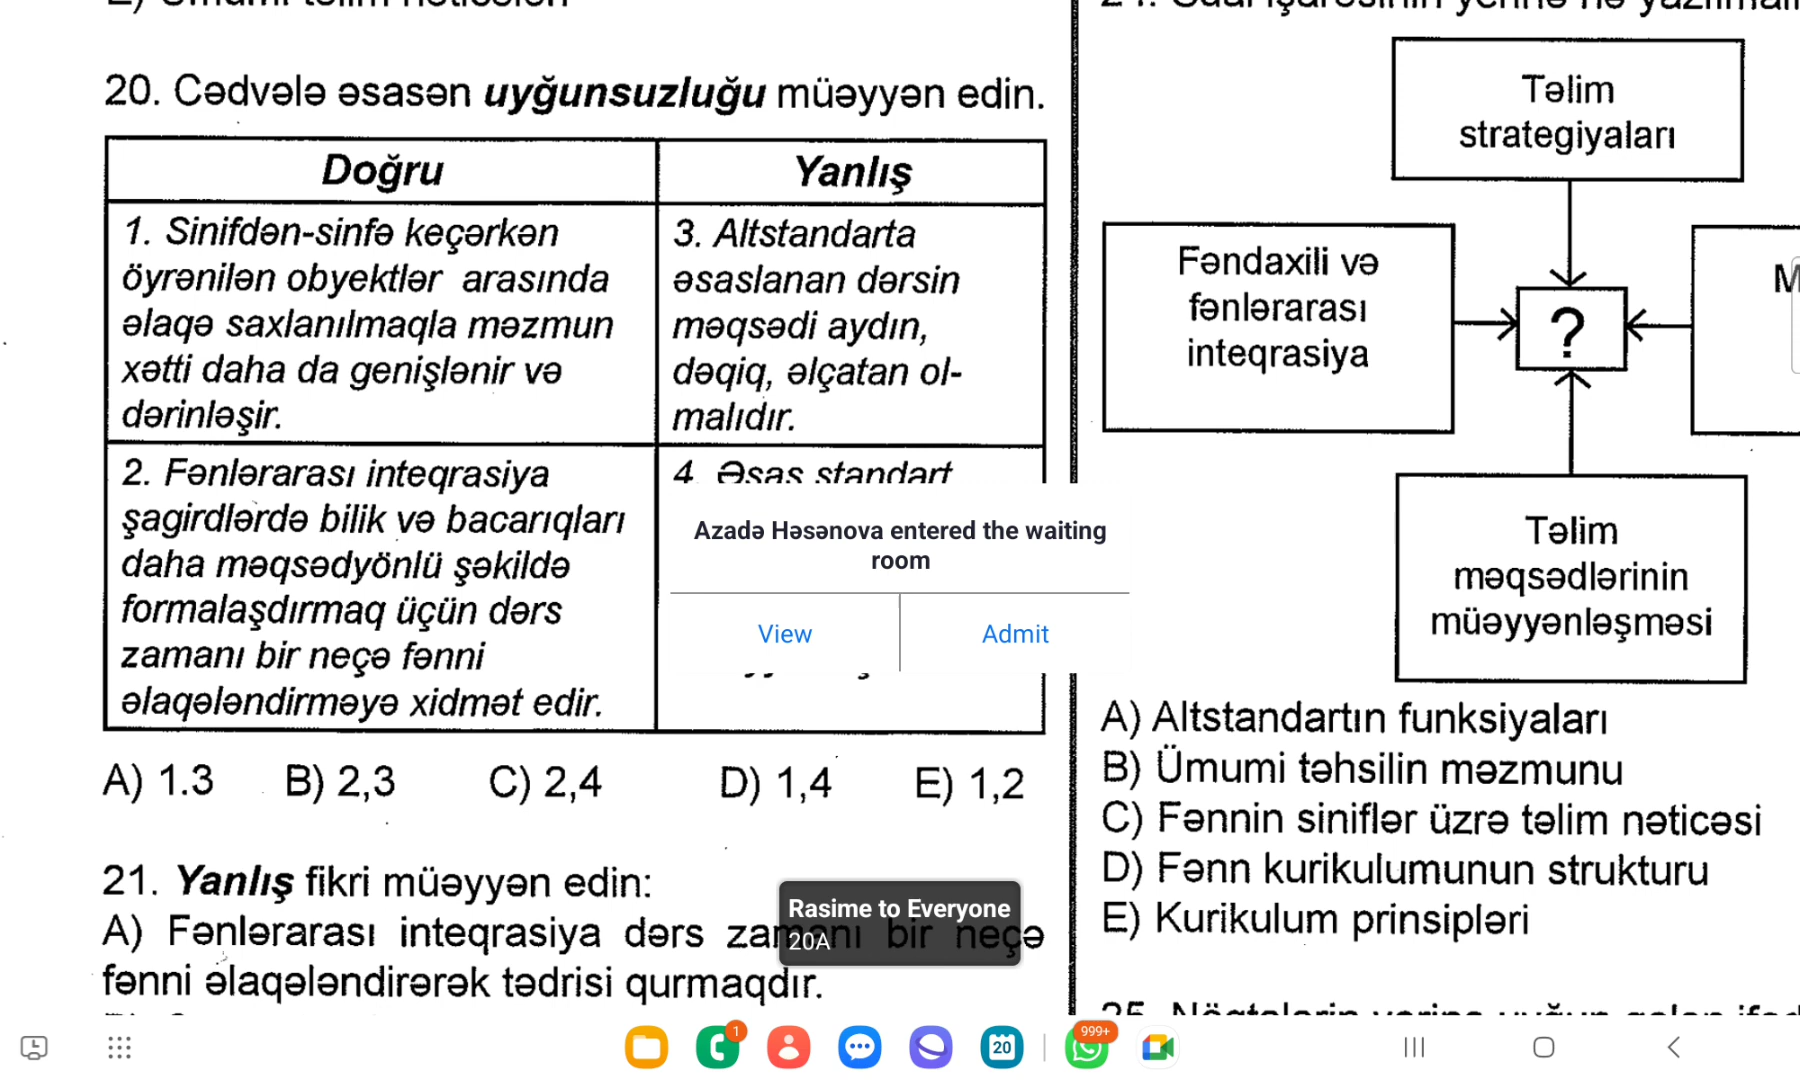 20. Cədvələ əsasən uyğunsuzluğu müəyyən edin.
Doğru
Yanlış
1. Sinifdən-sinfə keçərkən
öyrənilən obyektlər arasında
əlaqə saxlanılmaqla məzmun
xətti daha da genişlənir və
dərinləşir.
3. Altstandarta
əsaslanan dərsin
məqsədi aydın,
dəqiq, əlçatan ol-
malıdır.
2. Fənlərarası inteqrasiya
şagirdlərdə bilik və bacarıqları
daha məqsədyönlü şəkildə
formalaşdırmaq üçün dərs
zamanı bir neçə fənni
əlaqələndirməyə xidmət edir.
4. Əsas standart
Azadə Həsənova entered the waiting
room
View
Admit
A) 1.3 B) 2,3 C) 2,4 D) 1,4 E) 1,2
21. Yanlış fikri müəyyən edin:
A) Fənlərarası inteqrasiya dərs zamanı bir neçə
fənni əlaqələndirərək tədrisi qurmaqdır.
Rasime to Everyone
20A
Təlim
strategiyaları
Fəndaxili və
fənlərarası
inteqrasiya
?
M
Təlim
məqsədlərinin
müəyyənləşməsi
A) Altstandartın funksiyaları
B) Ümumi təhsilin məzmunu
C) Fənnin siniflər üzrə təlim nəticəsi
D) Fənn kurikulumunun strukturu
E) Kurikulum prinsipləri
1
20
999+